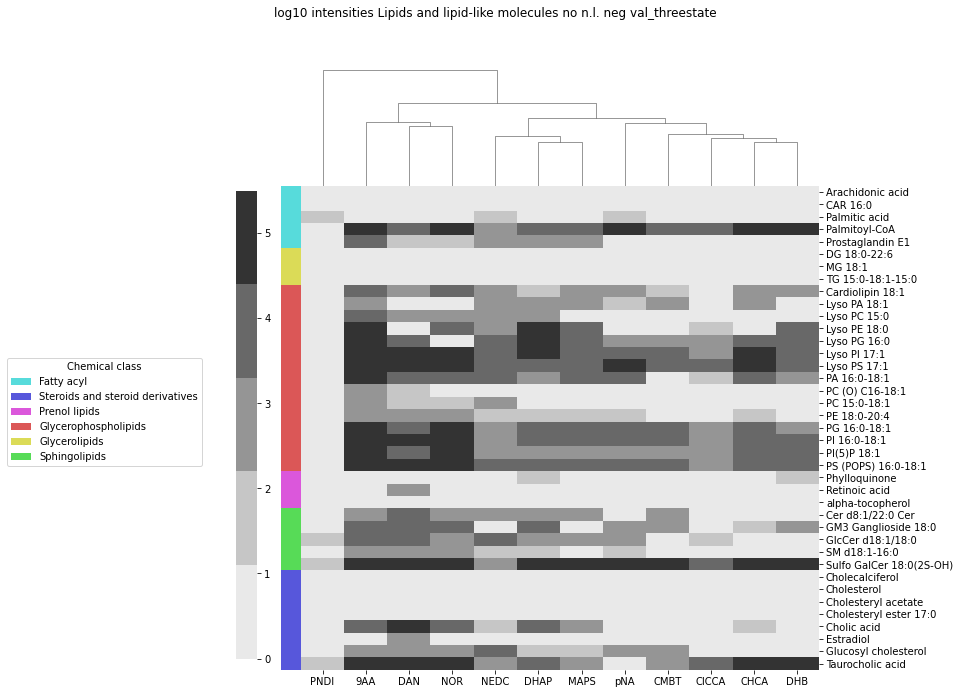 log10 intensities Lipids and lipid-like molecules no n.l. neg val_threestate
5
4
3
2
1
0
Chemical class
Fatty acyl
Steroids and steroid derivatives
Prenol lipids
Glycerophospholipids
Glycerolipids
Sphingolipids
Arachidonic acid
CAR 16:0
Palmitic acid
Palmitoyl-CoA
Prostaglandin E1
DG 18:0-22:6
MG 18:1
TG 15:0-18:1-15:0
Cardiolipin 18:1
Lyso PA 18:1
Lyso PC 15:0
Lyso PE 18:0
Lyso PG 16:0
Lyso PI 17:1
Lyso PS 17:1
PA 16:0-18:1
PC (O) C16-18:1
PC 15:0-18:1
PE 18:0-20:4
PG 16:0-18:1
PI 16:0-18:1
PI(5)P 18:1
PS (POPS) 16:0-18:1
Phylloquinone
Retinoic acid
alpha-tocopherol
Cer d8:1/22:0 Cer
GM3 Ganglioside 18:0
GlcCer d18:1/18:0
SM d18:1-16:0
Sulfo GalCer 18:0(2S-OH)
Cholecalciferol
Cholesterol
Cholesteryl acetate
Cholesteryl ester 17:0
Cholic acid
Estradiol
Glucosyl cholesterol
Taurocholic acid
PNDI 9AA DAN NOR NEDC DHAP MAPS pNA CMBT ClCCA CHCA DHB